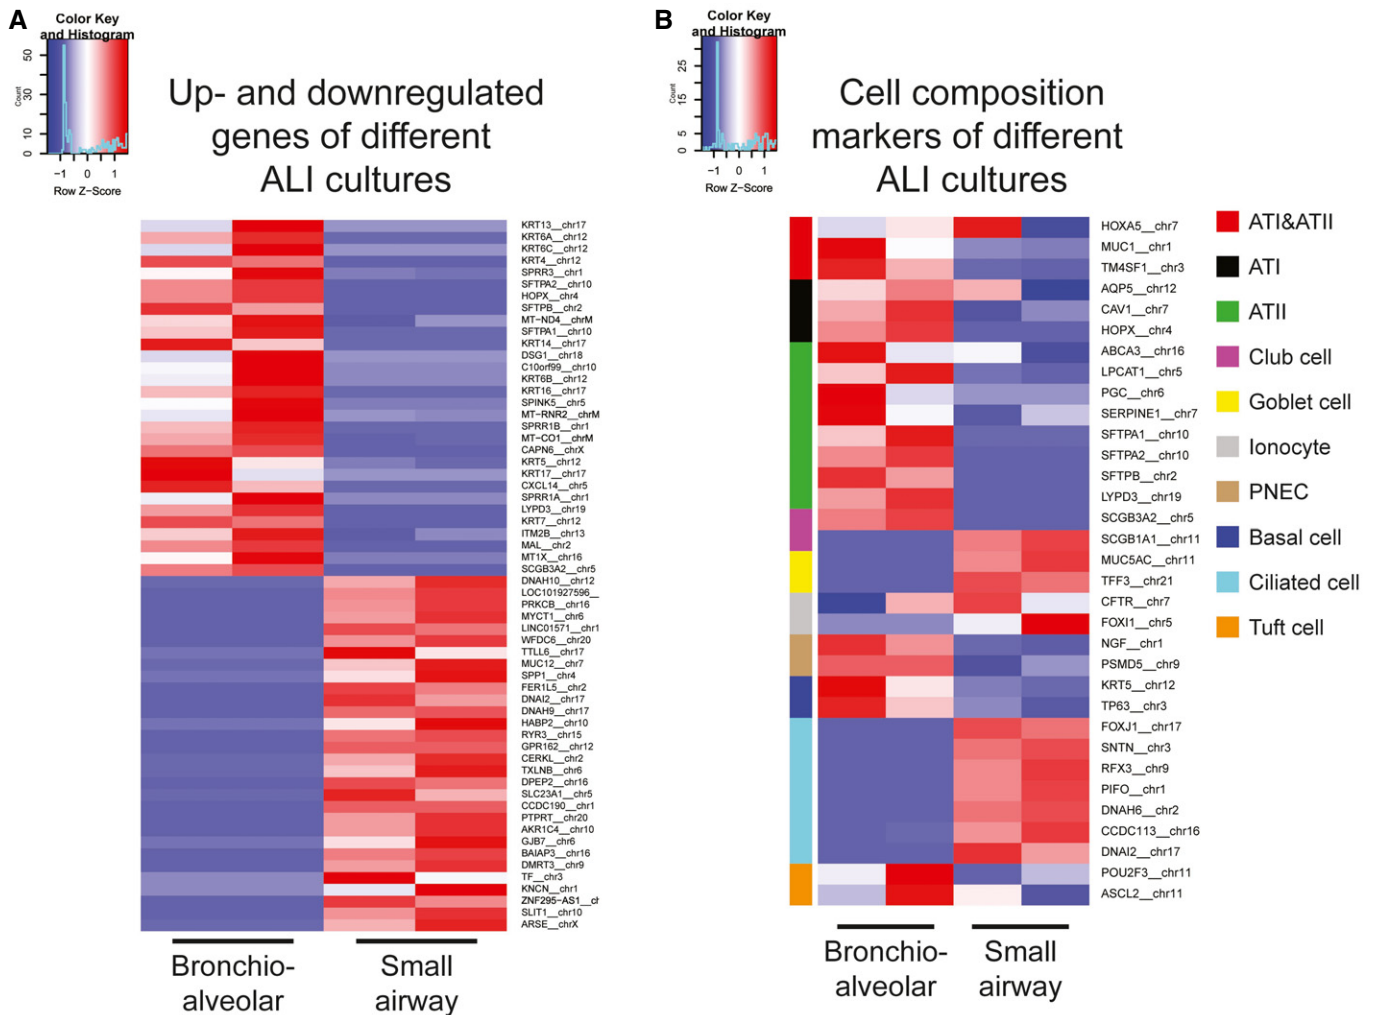 A
Color Key
and Histogram
Count
10
30
50
−1
0
1
Row Z−Score
Up- and downregulated
genes of different
ALI cultures
KRT13__chr17
KRT6A__chr12
KRT6C__chr12
KRT4__chr12
SPRR3__chr1
SFTPA2__chr10
HOPX__chr4
SFTPB__chr2
MT−ND4__chrM
SFTPA1__chr10
KRT14__chr17
DSG1__chr18
C10orf99__chr10
KRT6B__chr12
KRT16__chr17
SPINK5__chr5
MT−RNR2__chrM
SPRR1B__chr1
MT−CO1__chrM
CAPN6__chrX
KRT5__chr12
KRT17__chr17
CXCL14__chr5
SPRR1A__chr1
LYPD3__chr19
KRT7__chr12
ITM2B__chr13
MAL__chr2
MT1X__chr16
SCGB3A2__chr5
DNAH10__chr12
LOC101927596__
PRKCB__chr16
MYCT1__chr6
LINC01571__chr1
WFDC6__chr20
TTLL6__chr17
MUC12__chr7
SPP1__chr4
FER1L5__chr2
DNAI2__chr17
DNAH9__chr17
HABP2__chr10
RYR3__chr15
GPR162__chr12
CERKL__chr2
TXLNB__chr6
DPEP2__chr16
SLC23A1__chr5
CCDC190__chr1
PTPRT__chr20
AKR1C4__chr10
GJB7__chr6
BAIAP3__chr16
DMRT3__chr9
TF__chr3
KNCN__chr1
ZNF295−AS1__ch
SLIT1__chr10
ARSE__chrX
Bronchio-
alveolar
Small
airway
B
Color Key
and Histogram
Count
0
5
15
25
−1
0
1
Row Z−Score
Cell composition
markers of different
ALI cultures
HOXA5__chr7
MUC1__chr1
TM4SF1__chr3
AQP5__chr12
CAV1__chr7
HOPX__chr4
ABCA3__chr16
LPCAT1__chr5
PGC__chr6
SERPINE1__chr7
SFTPA1__chr10
SFTPA2__chr10
SFTPB__chr2
LYPD3__chr19
SCGB3A2__chr5
SCGB1A1__chr11
MUC5AC__chr11
TFF3__chr21
CFTR__chr7
FOXI1__chr5
NGF__chr1
PSMD5__chr9
KRT5__chr12
TP63__chr3
FOXJ1__chr17
SNTN__chr3
RFX3__chr9
PIFO__chr1
DNAH6__chr2
CCDC113__chr16
DNAI2__chr17
POU2F3__chr11
ASCL2__chr11
Bronchio-
alveolar
Small
airway
ATI&ATII
ATI
ATII
Club cell
Goblet cell
Ionocyte
PNEC
Basal cell
Ciliated cell
Tuft cell